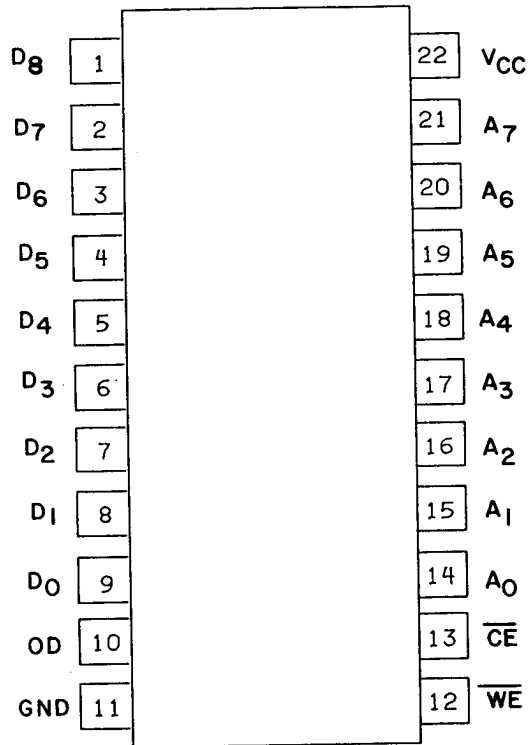 D8 1 22 VCC
D7 2 21 A7
D6 3 20 A6
D5 4 19 A5
D4 5 18 A4
D3 6 17 A3
D2 7 16 A2
D1 8 15 A1
D0 9 14 A0
OD 10 13 C̅E̅
GND 11 12 W̅E̅